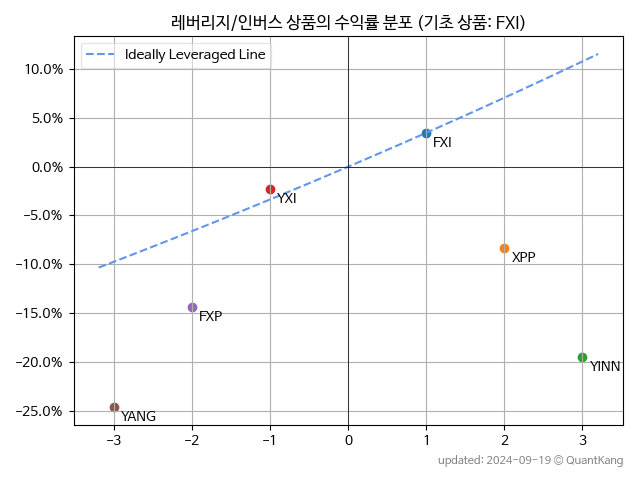 레버리지/인버스 상품의 수익률 분포 (기초 상품: FXI)
Ideally Leveraged Line
10.0%
5.0%
0.0%
-5.0%
-10.0%
-15.0%
-20.0%
-25.0%
FXI
YXI
XPP
FXP
YINN
YANG
-3 -2 -1 0 1 2 3
updated: 2024-09-19 © QuantKang